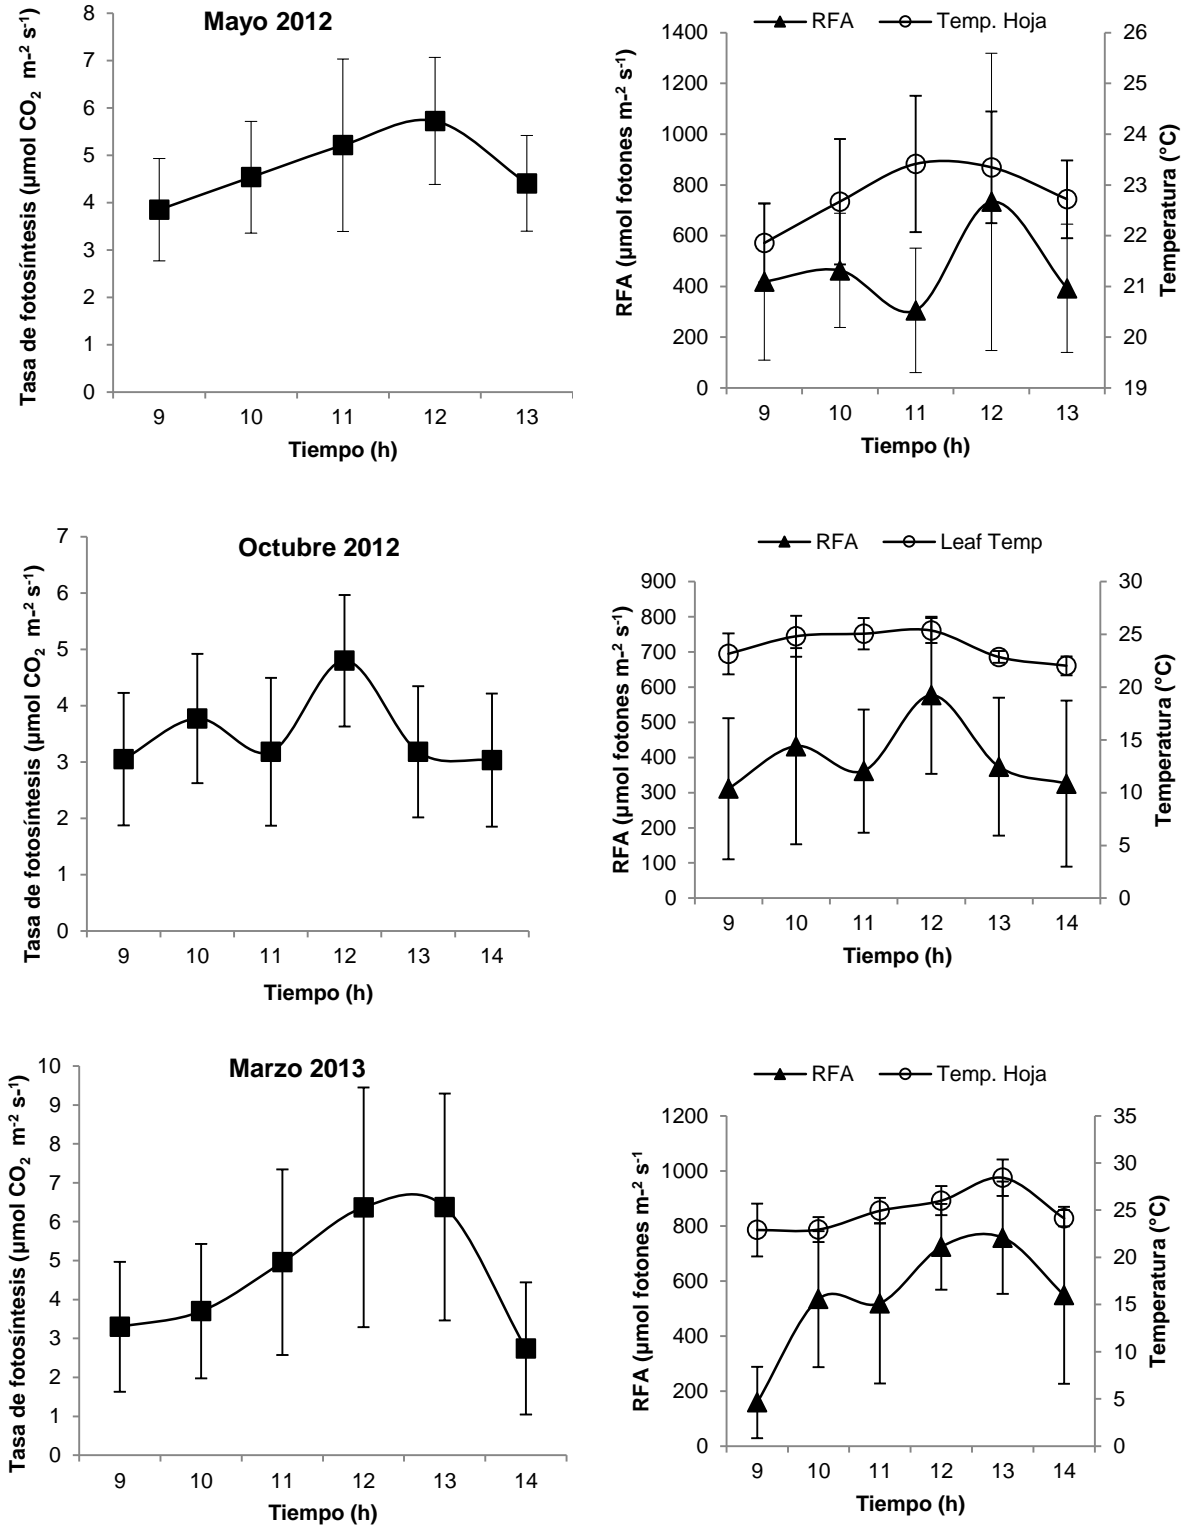 Mayo 2012
Tasa de fotosíntesis (µmol CO₂ m-² s⁻¹)
8
7
6
5
4
3
2
1
0
9 10 11 12 13
Tiempo (h)
RFA Temp. Hoja
RFA (µmol fotones m-² s⁻¹)
1400
1200
1000
800
600
400
200
0
26
25
24
23
22
21
20
19
Temperatura (°C)
9 10 11 12 13
Tiempo (h)
Octubre 2012
Tasa de fotosíntesis (µmol CO₂ m-² s⁻¹)
7
6
5
4
3
2
1
0
9 10 11 12 13 14
Tiempo (h)
RFA Leaf Temp
RFA (µmol fotones m-² s⁻¹)
900
800
700
600
500
400
300
200
100
0
30
25
20
15
10
5
0
Temperatura (°C)
9 10 11 12 13 14
Tiempo (h)
Marzo 2013
Tasa de fotosíntesis (µmol CO₂ m⁻² s-¹)
10
9
8
7
6
5
4
3
2
1
0
9 10 11 12 13 14
Tiempo (h)
RFA Temp. Hoja
RFA (µmol fotones m-² s⁻¹)
1200
1000
800
600
400
200
0
35
30
25
20
15
10
5
0
Temperatura (°C)
9 10 11 12 13 14
Tiempo (h)